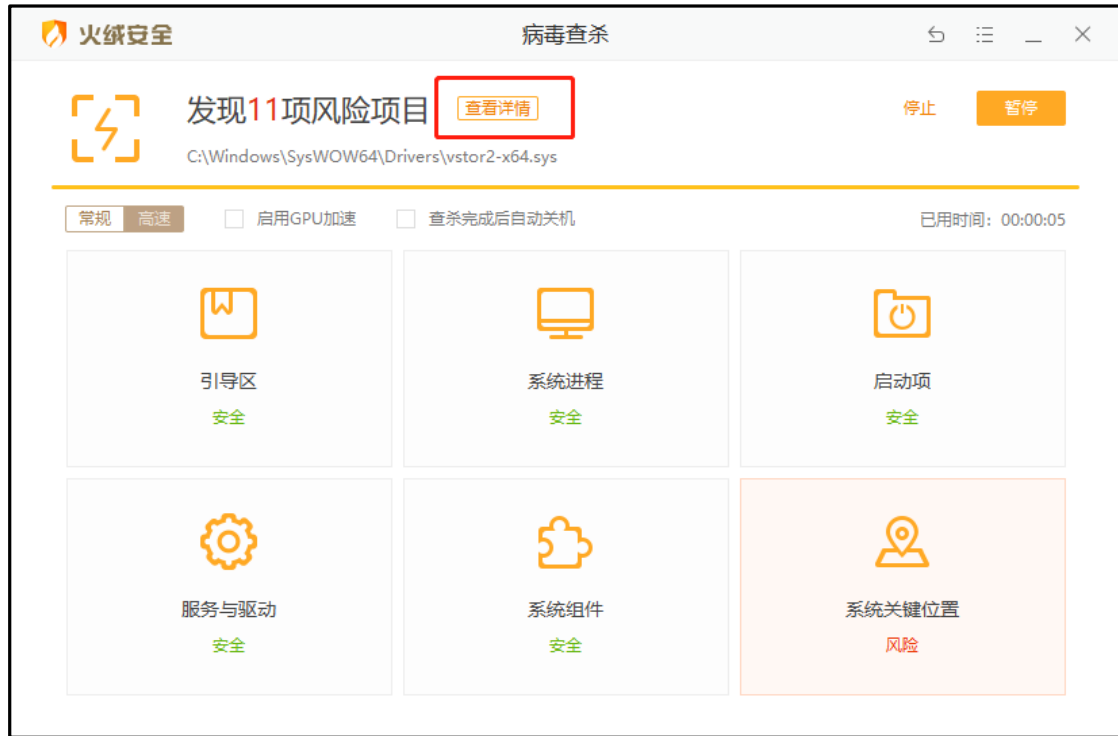 火绒安全
病毒查杀
发现11项风险项目 查看详情
停止 暂停
C:\Windows\SysWOW64\Drivers\vstor2-x64.sys
常规 高速 启用GPU加速 查杀完成后自动关机 已用时间：00:00:05
引导区 系统进程 启动项
安全 安全 安全
服务与驱动 系统组件 系统关键位置
安全 安全 风险